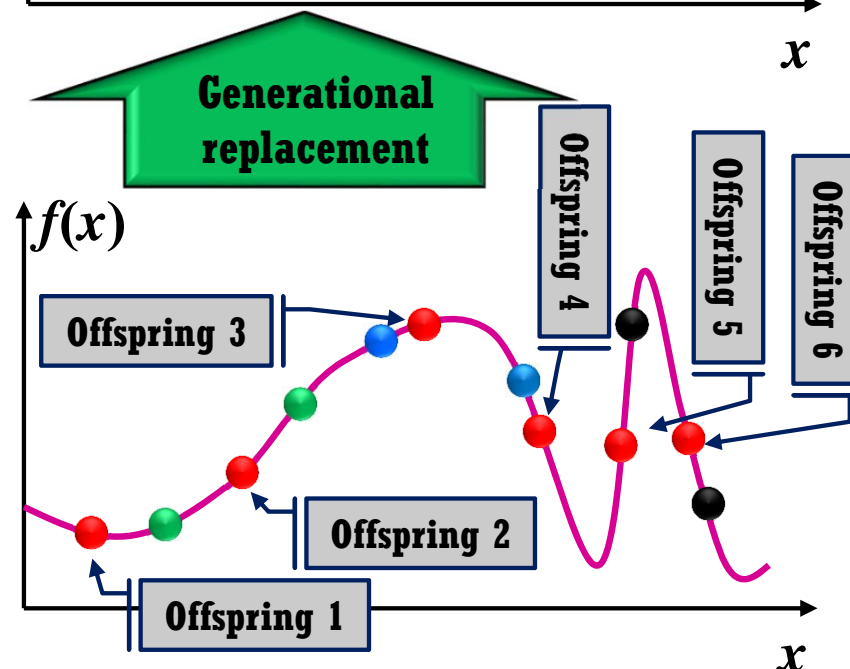 x
Generational
replacement
f(x)
Offspring 4
Offspring 5
Offspring 6
Offspring 3
Offspring 2
Offspring 1
x